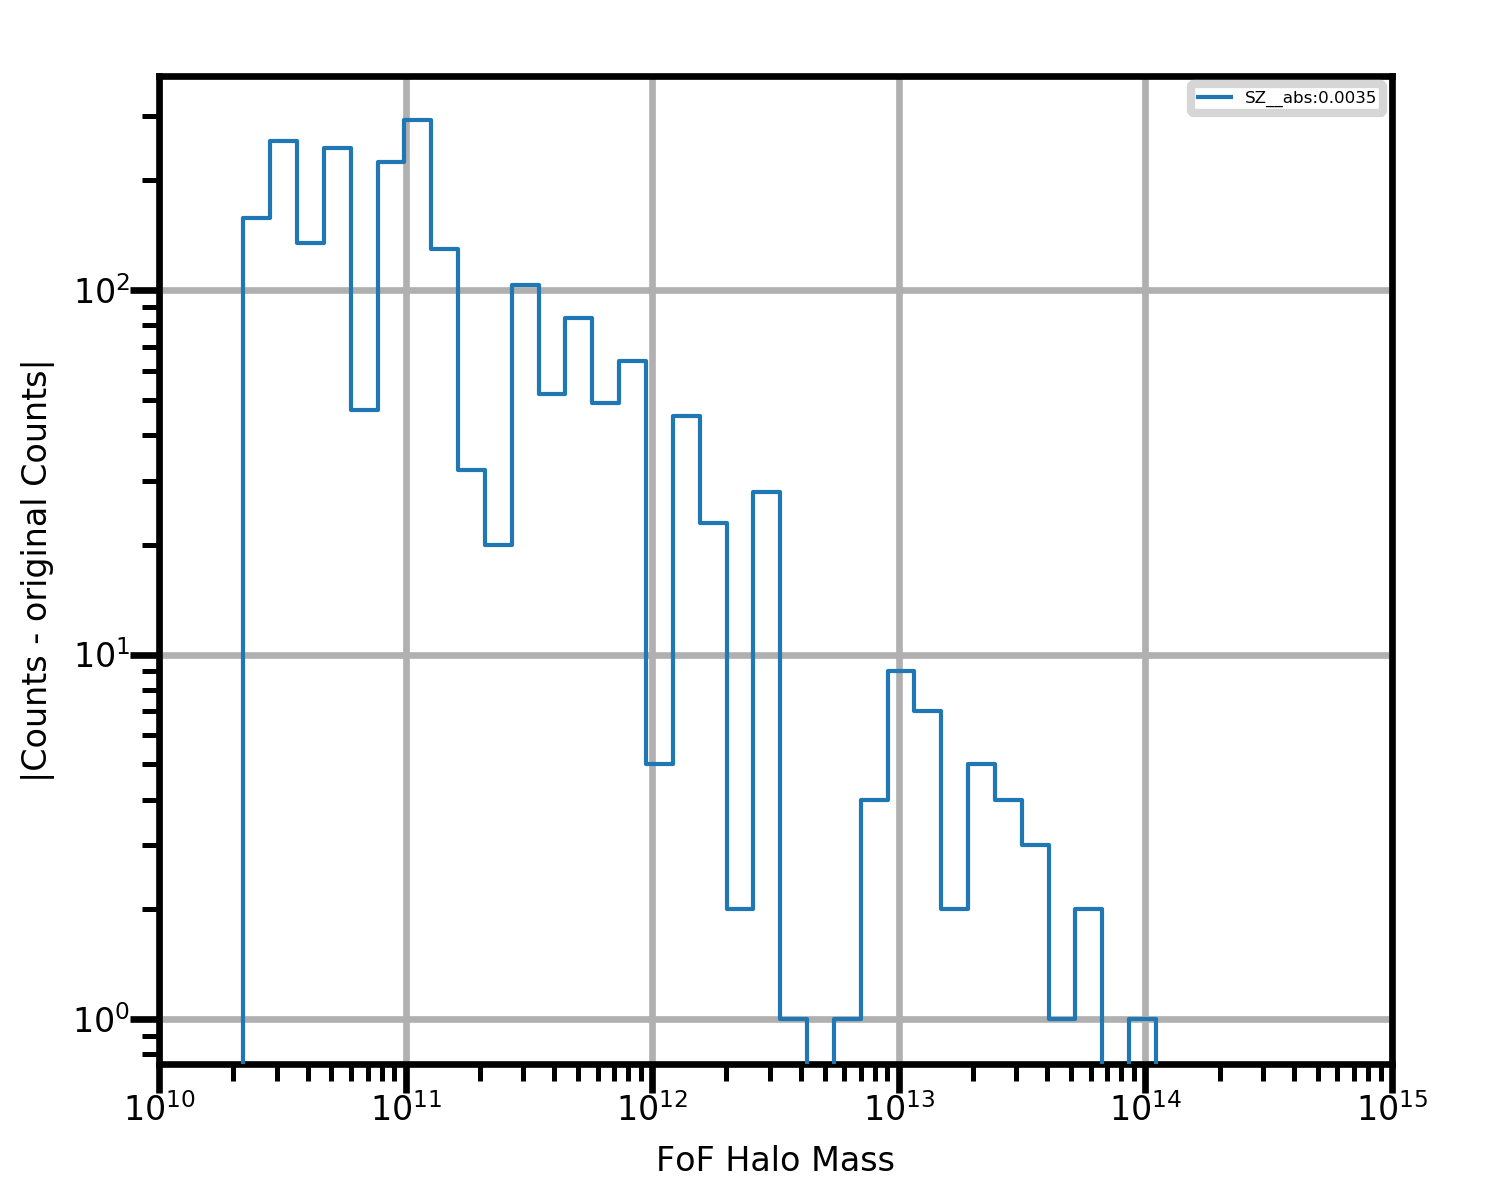 SZ__abs:0.0035
|Counts - original Counts|
10²
10¹
10⁰
10¹⁰ 10¹¹ 10¹² 10¹³ 10¹⁴ 10¹⁵
FoF Halo Mass